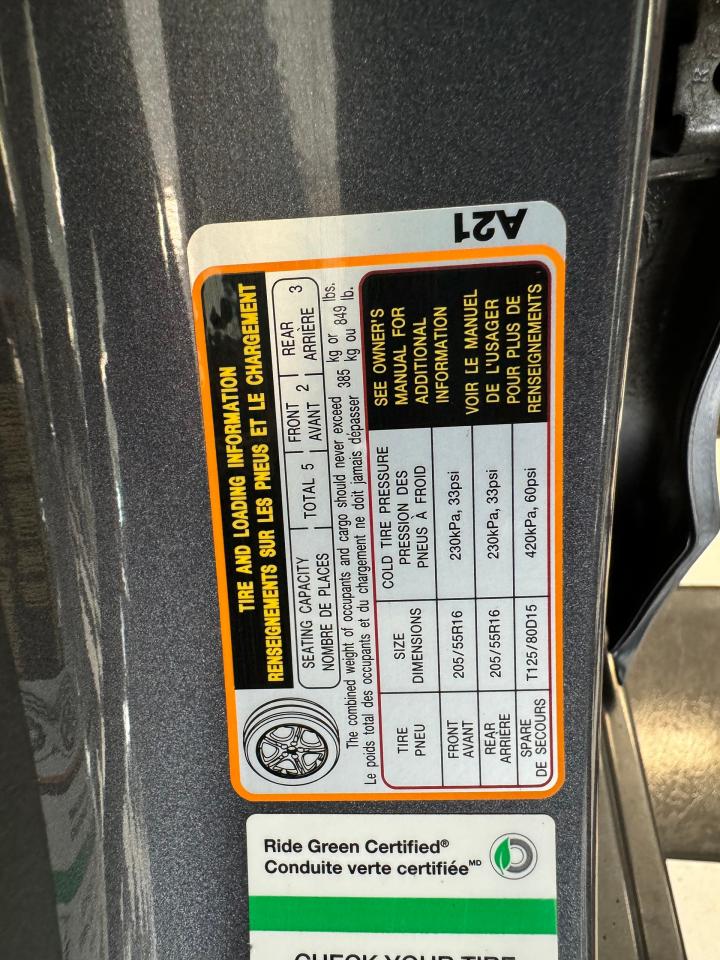 A21
TIRE AND LOADING INFORMATION
RENSEIGNEMENTS SUR LES PNEUS ET LE CHARGEMENT
SEATING CAPACITY TOTAL 5 FRONT 2 REAR 3
NOMBRE DE PLACES AVANT ARRIÈRE
The combined weight of occupants and cargo should never exceed 385 kg or 849 lbs.
Le poids total des occupants et du chargement ne doit jamais dépasser kg ou lb.
TIRE SIZE COLD TIRE PRESSURE
PNEU DIMENSIONS PRESSION DES
PNEUS À FROID
FRONT 205/55R16 230kPa, 33psi
AVANT
REAR 205/55R16 230kPa, 33psi
ARRIÈRE
SPARE T125/80D15 420kPa, 60psi
DE SECOURS
SEE OWNER'S
MANUAL FOR
ADDITIONAL
INFORMATION
VOIR LE MANUEL
DE L'USAGER
POUR PLUS DE
RENSEIGNEMENTS
Ride Green Certified®
Conduite verte certifiée MD
CHECK YOUR TIRE